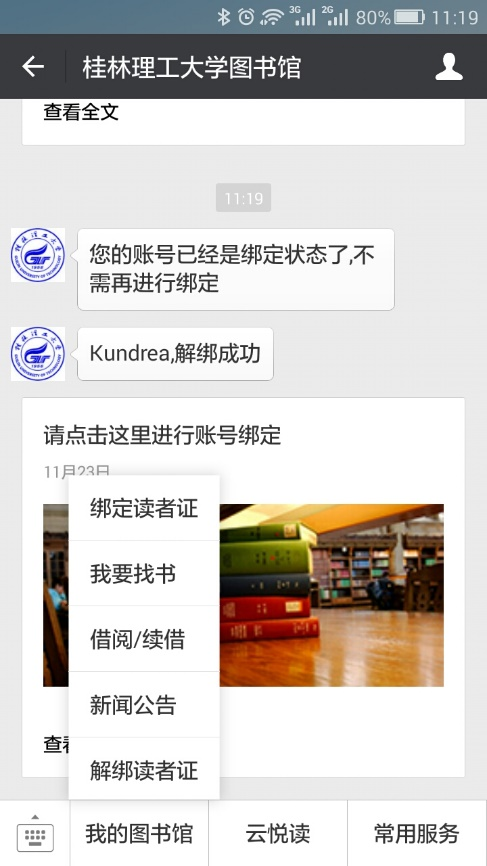 3G 2G 80% 11:19
桂林理工大学图书馆
查看全文
11:19
您的账号已经是绑定状态了,不
需再进行绑定
Kundrea,解绑成功
请点击这里进行账号绑定
11月23日
绑定读者证
我要找书
借阅/续借
新闻公告
查
解绑读者证
我的图书馆 云悦读 常用服务